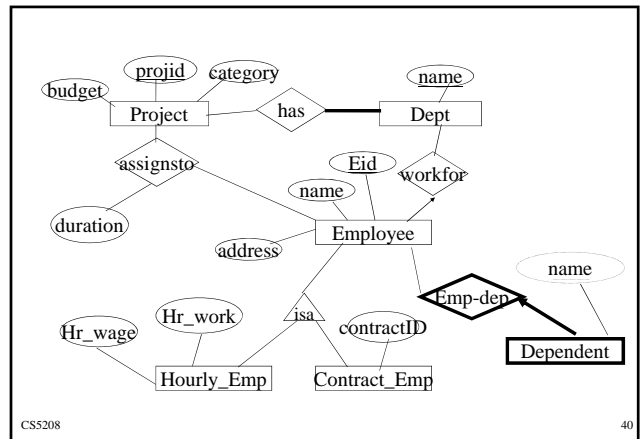 projid
category
name
budget
Project
has
Dept
assignsto
Eid
workfor
name
duration
Employee
address
name
Emp-dep
Hr_work
isa
contractID
Hr_wage
Dependent
Hourly_Emp
Contract_Emp
CS5208
40